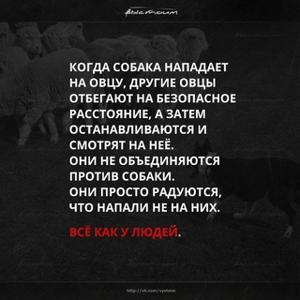 КОГДА СОБАКА НАПАДАЕТ
НА ОВЦУ, ДРУГИЕ ОВЦЫ
ОТБЕГАЮТ НА БЕЗОПАСНОЕ
РАССТОЯНИЕ, А ЗАТЕМ
ОСТАНАВЛИВАЮТСЯ И
СМОТРЯТ НА НЕЁ.
ОНИ НЕ ОБЪЕДИНЯЮТСЯ
ПРОТИВ СОБАКИ.
ОНИ ПРОСТО РАДУЮТСЯ,
ЧТО НАПАЛИ НЕ НА НИХ.
ВСЁ КАК У ЛЮДЕЙ.